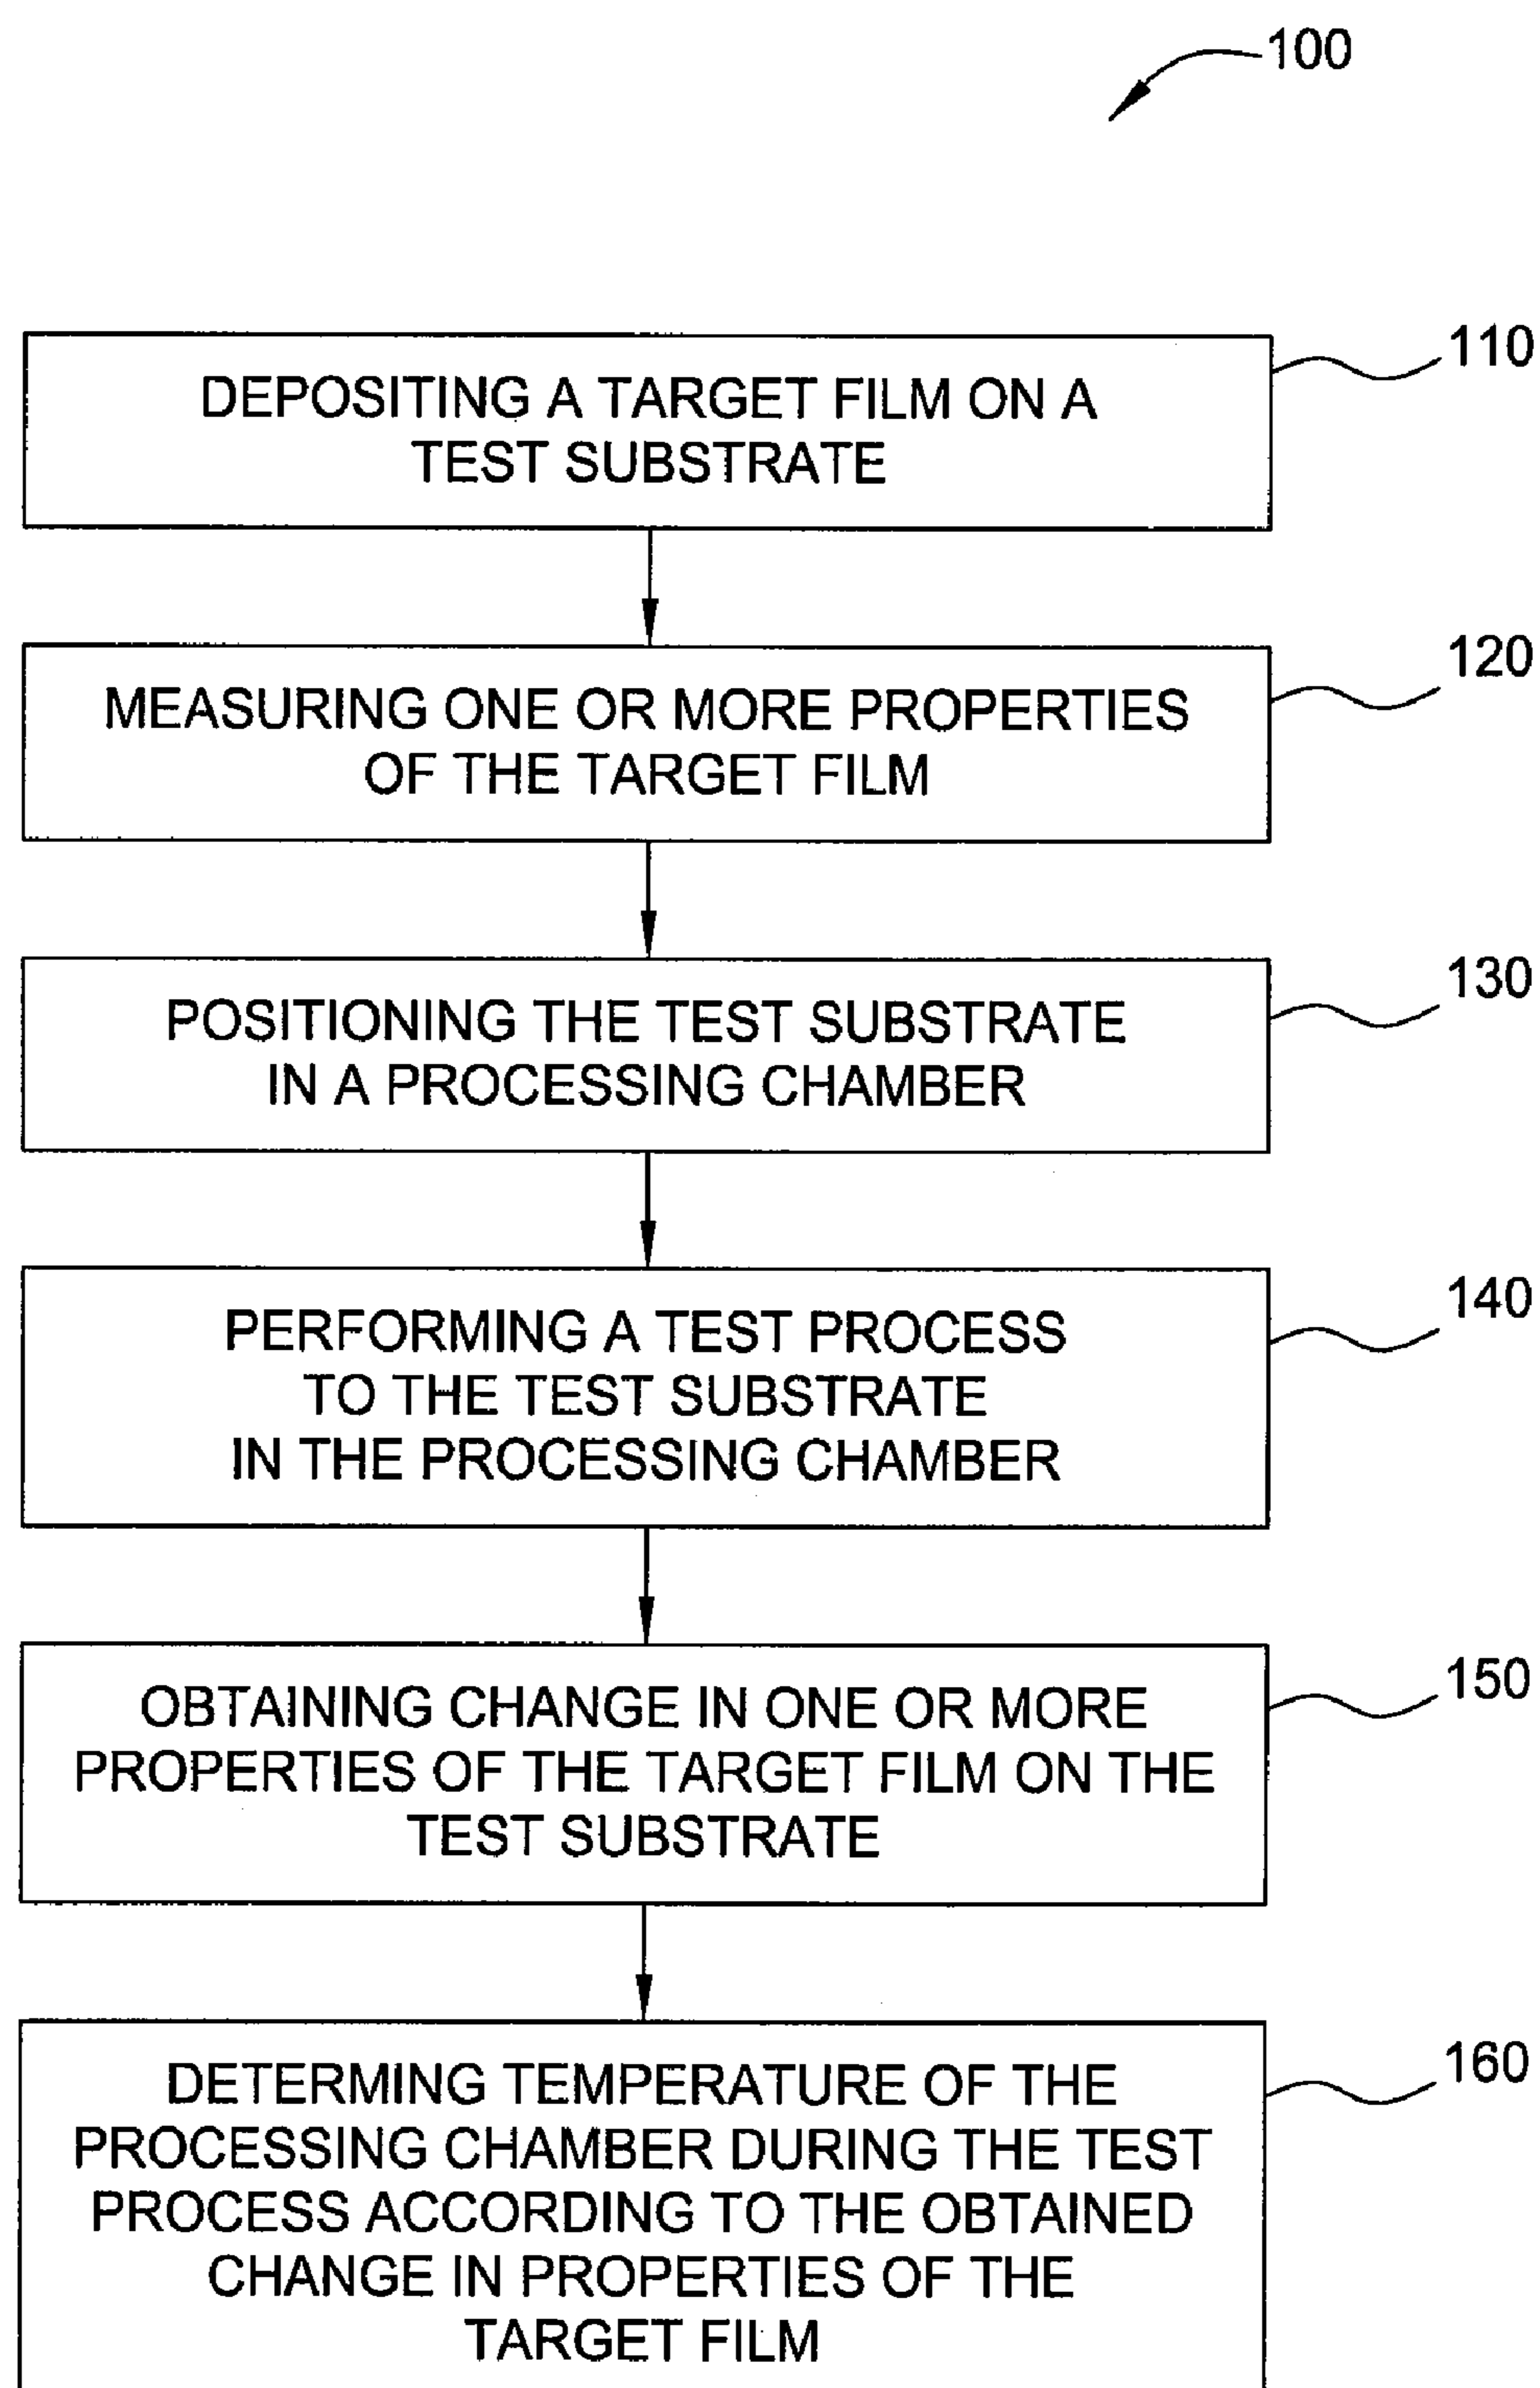 100
DEPOSITING A TARGET FILM ON A
TEST SUBSTRATE
110
MEASURING ONE OR MORE PROPERTIES
OF THE TARGET FILM
120
POSITIONING THE TEST SUBSTRATE
IN A PROCESSING CHAMBER
130
PERFORMING A TEST PROCESS
TO THE TEST SUBSTRATE
IN THE PROCESSING CHAMBER
140
OBTAINING CHANGE IN ONE OR MORE
PROPERTIES OF THE TARGET FILM ON THE
TEST SUBSTRATE
150
DETERMING TEMPERATURE OF THE
PROCESSING CHAMBER DURING THE TEST
PROCESS ACCORDING TO THE OBTAINED
CHANGE IN PROPERTIES OF THE
TARGET FILM
160